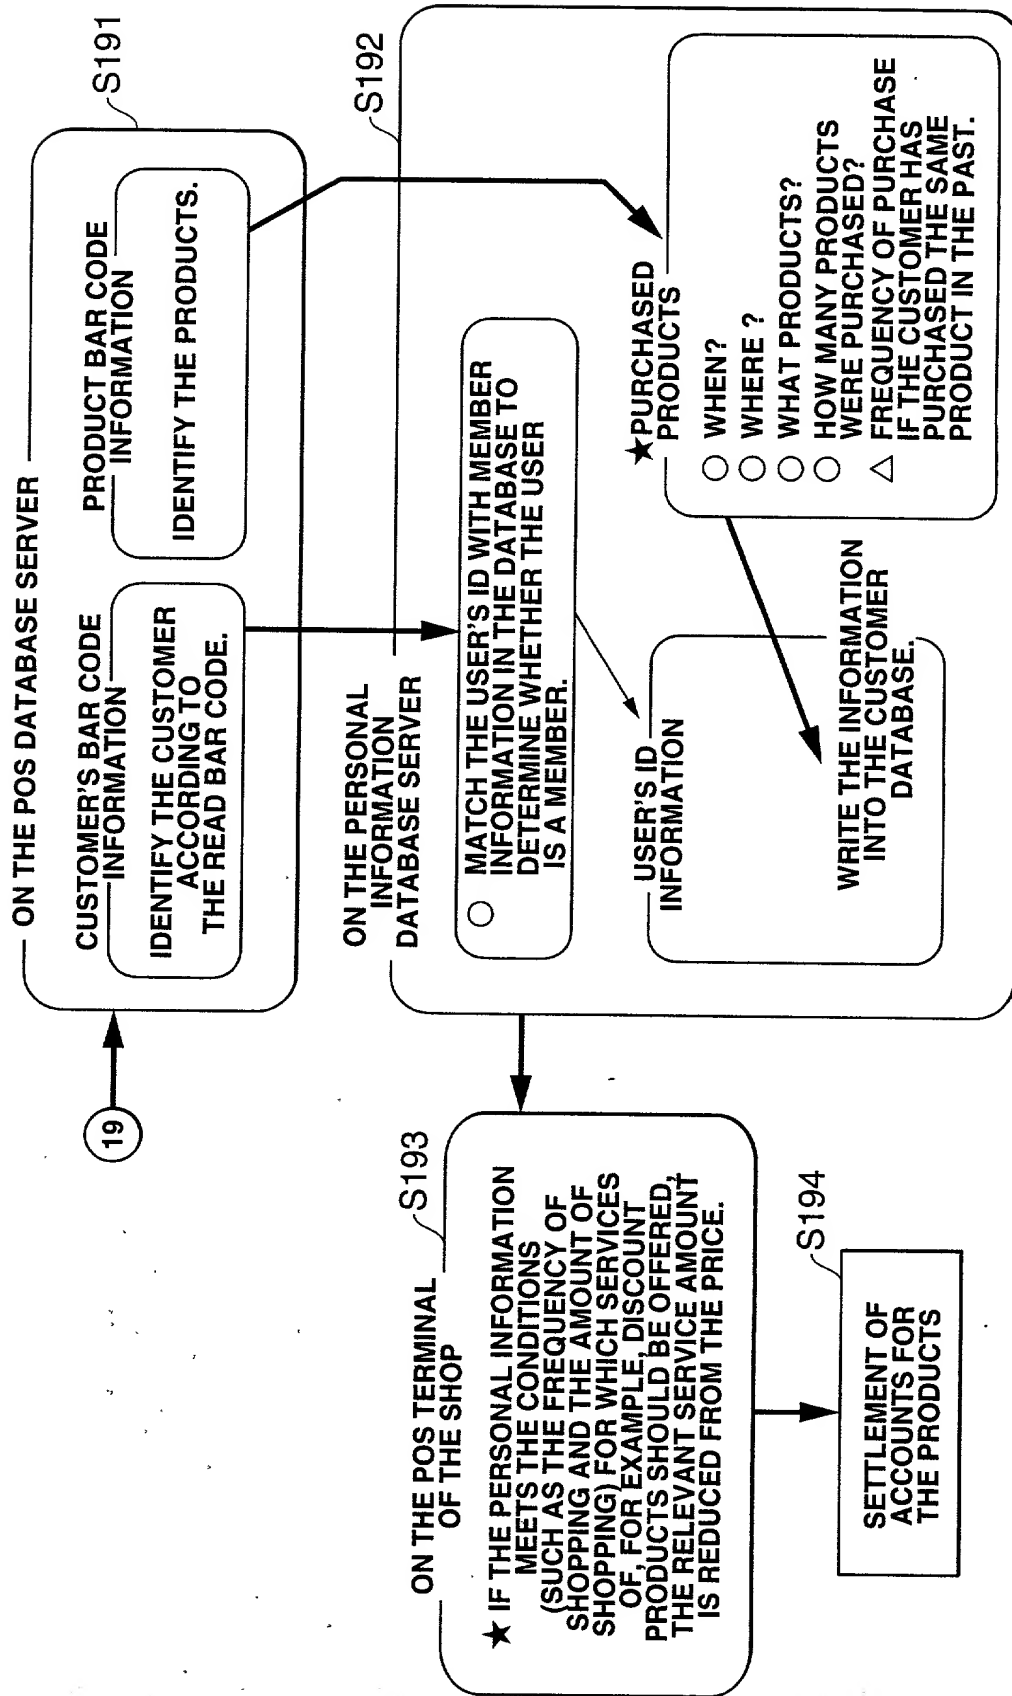 19
ON THE POS DATABASE SERVER
S191
CUSTOMER'S BAR CODE
INFORMATION
IDENTIFY THE CUSTOMER
ACCORDING TO
THE READ BAR CODE.
PRODUCT BAR CODE
INFORMATION
IDENTIFY THE PRODUCTS.
ON THE PERSONAL
INFORMATION
DATABASE SERVER
S192
○ MATCH THE USER'S ID WITH MEMBER
INFORMATION IN THE DATABASE TO
DETERMINE WHETHER THE USER
IS A MEMBER.
USER'S ID
INFORMATION
WRITE THE INFORMATION
INTO THE CUSTOMER
DATABASE.
★PURCHASED
PRODUCTS
○ WHEN?
○ WHERE ?
○ WHAT PRODUCTS?
○ HOW MANY PRODUCTS
WERE PURCHASED?
△ FREQUENCY OF PURCHASE
IF THE CUSTOMER HAS
PURCHASED THE SAME
PRODUCT IN THE PAST.
ON THE POS TERMINAL
OF THE SHOP
S193
★ IF THE PERSONAL INFORMATION
MEETS THE CONDITIONS
(SUCH AS THE FREQUENCY OF
SHOPPING AND THE AMOUNT OF
SHOPPING) FOR WHICH SERVICES
OF, FOR EXAMPLE, DISCOUNT
PRODUCTS SHOULD BE OFFERED,
THE RELEVANT SERVICE AMOUNT
IS REDUCED FROM THE PRICE.
S194
SETTLEMENT OF
ACCOUNTS FOR
THE PRODUCTS